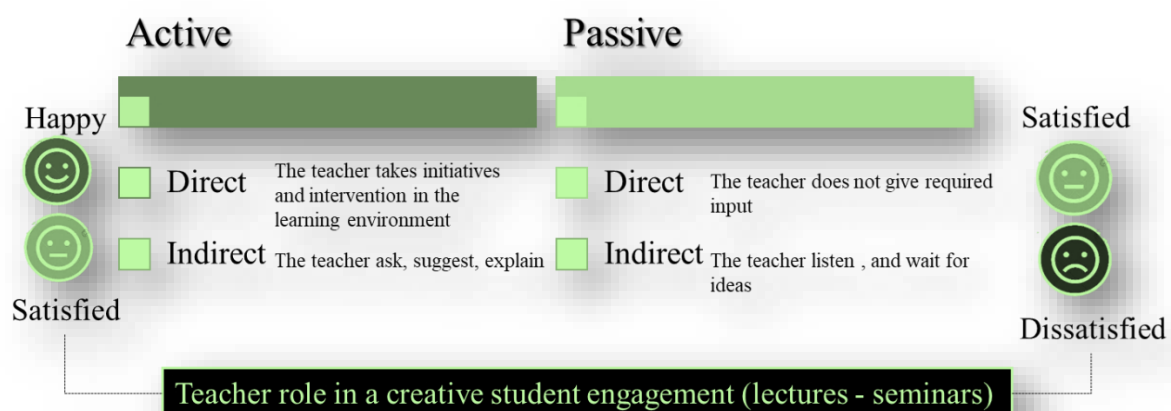 Active
Passive
Happy
Satisfied
Direct
The teacher takes initiatives
and intervention in the
learning environment
Direct
The teacher does not give required
input
Indirect
The teacher ask, suggest, explain
Indirect
The teacher listen , and wait for
ideas
Satisfied
Dissatisfied
Teacher role in a creative student engagement (lectures - seminars)